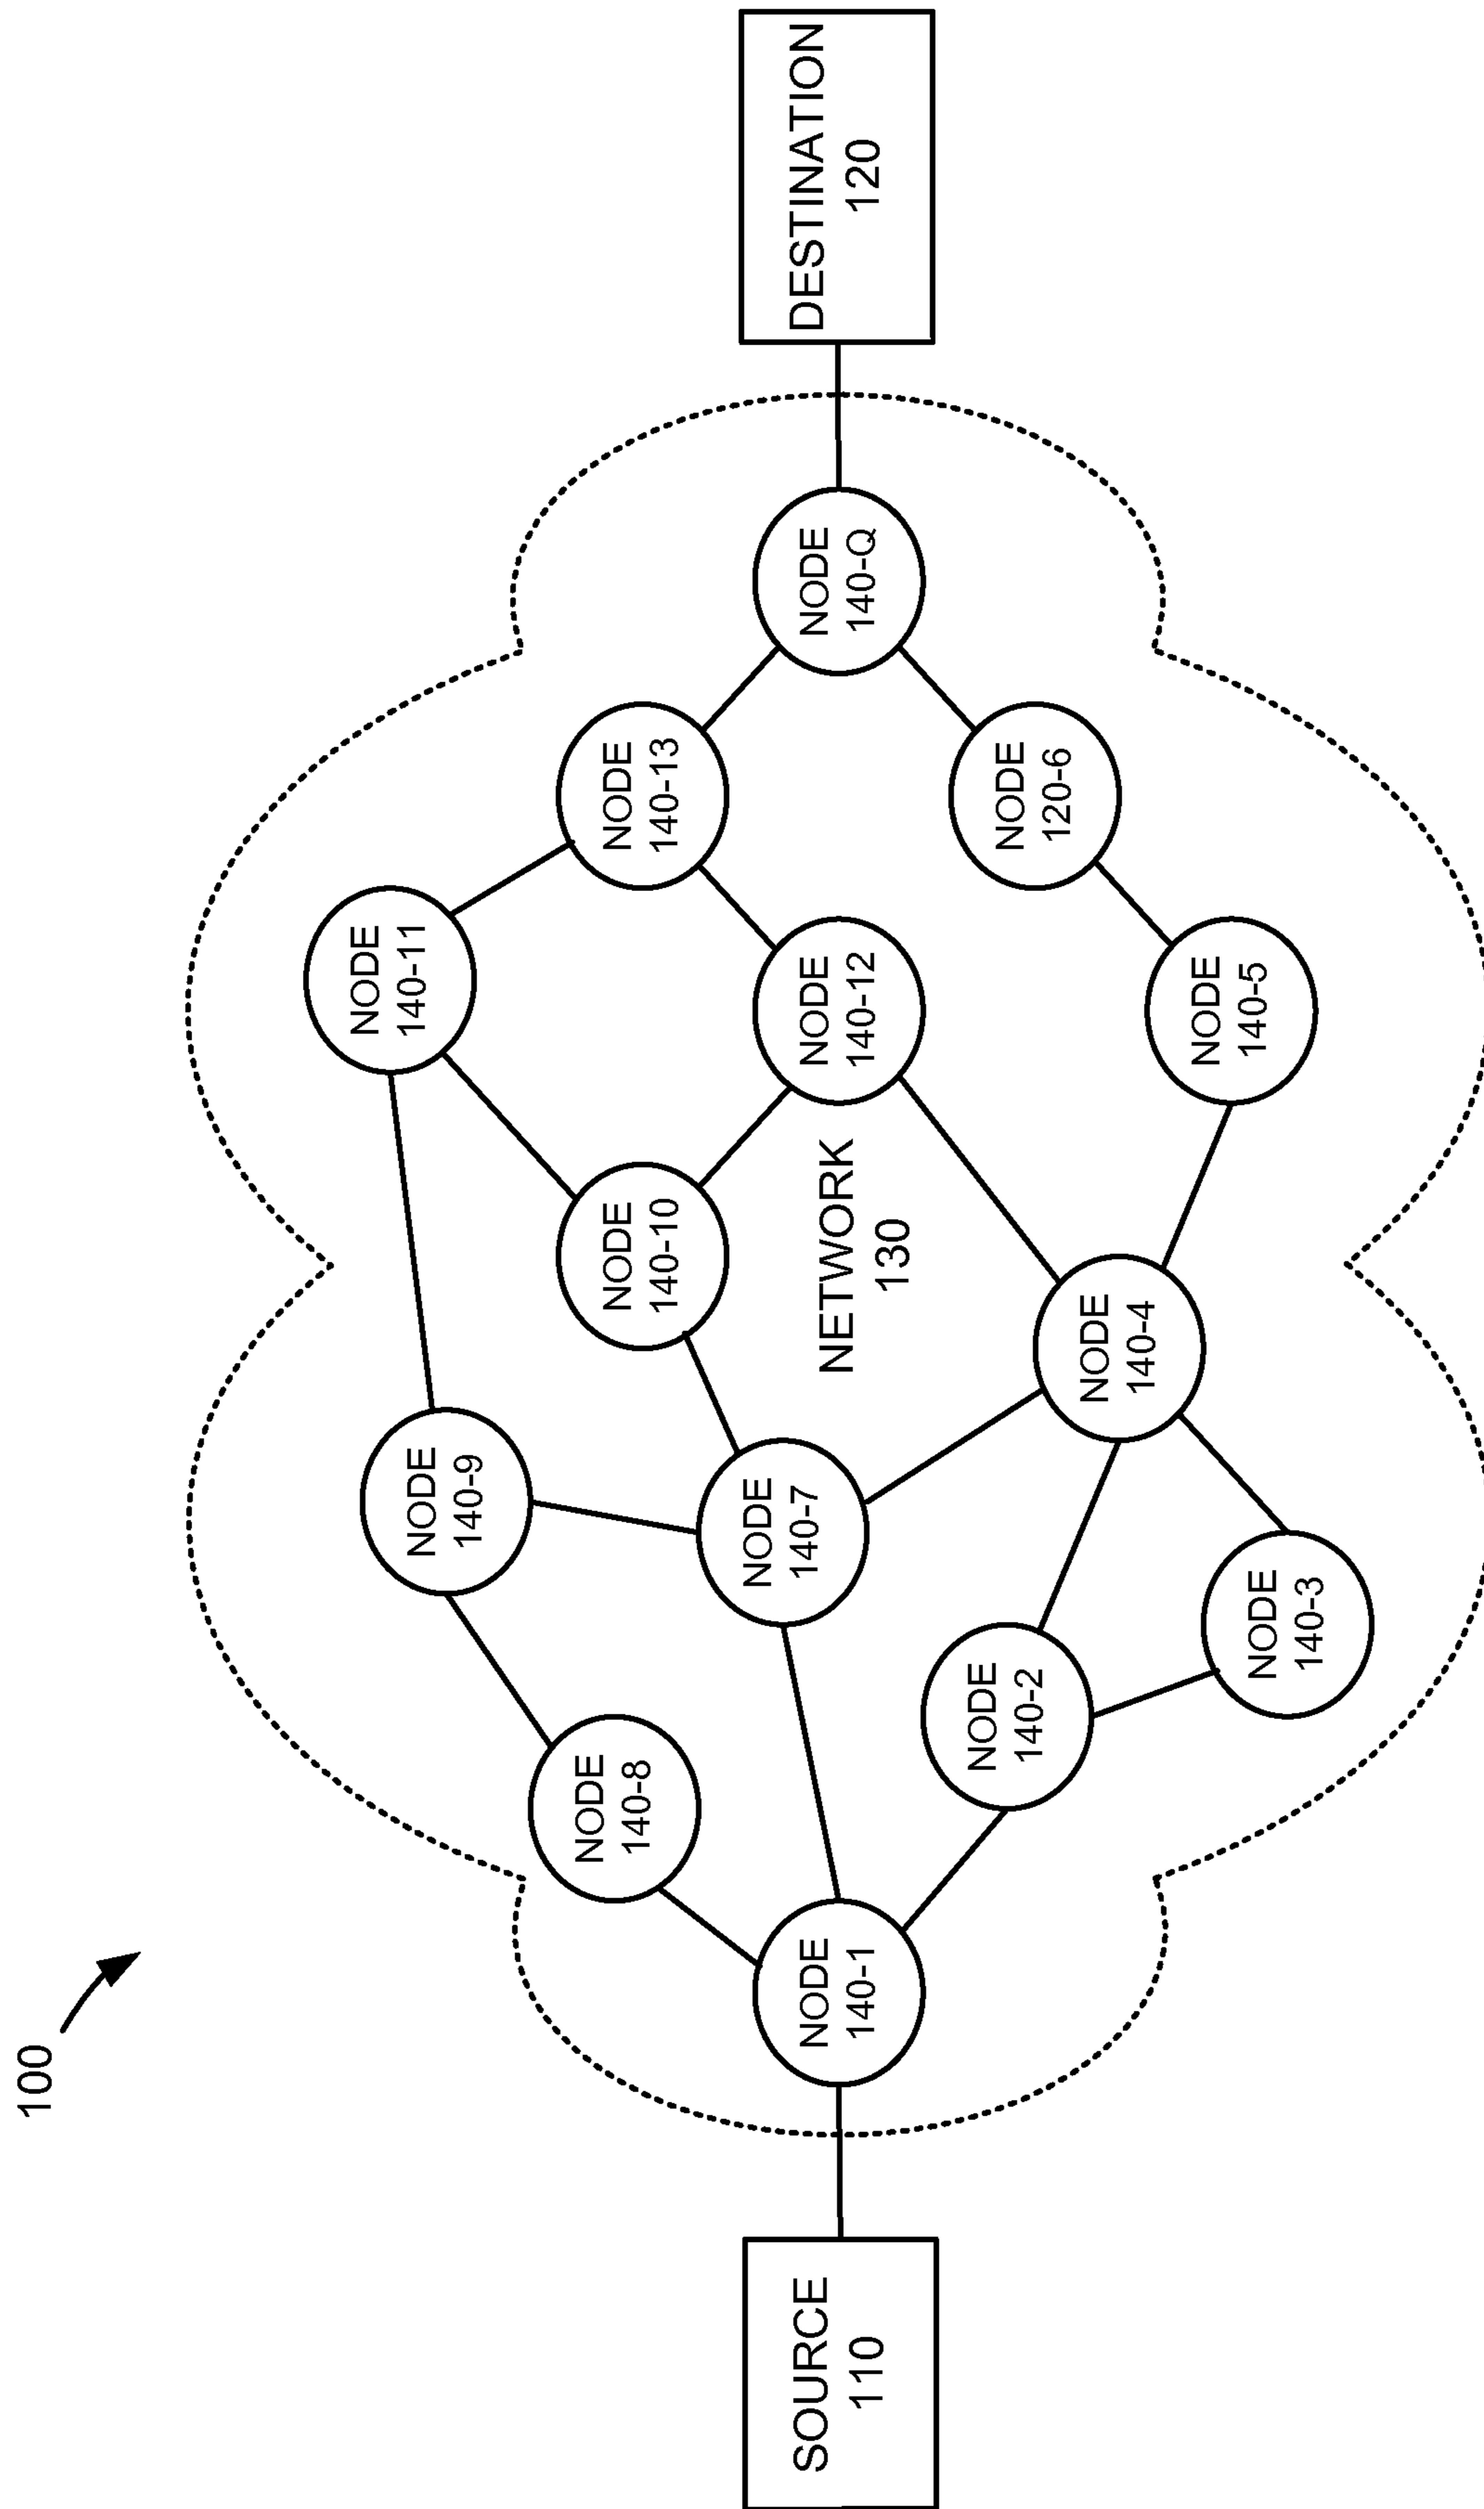 100
SOURCE
110
NODE
140-1
NODE
140-8
NODE
140-2
NODE
140-3
NODE
140-9
NODE
140-7
NODE
140-4
NODE
140-10
NETWORK
130
NODE
140-11
NODE
140-12
NODE
140-5
NODE
140-13
NODE
120-6
NODE
140-Q
DESTINATION
120